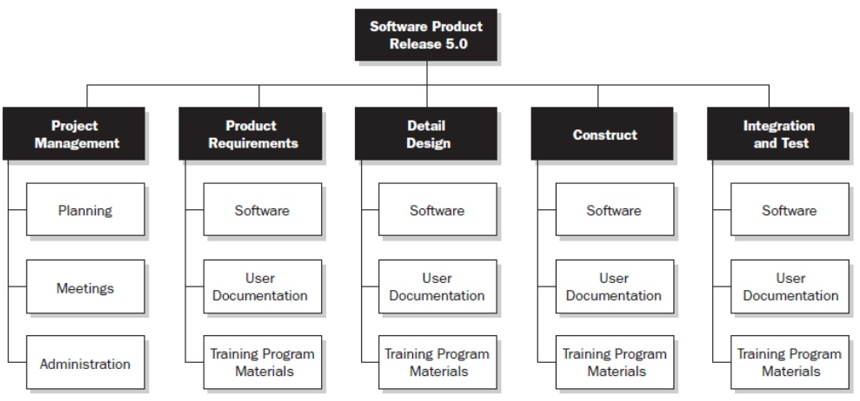 Software Product
Release 5.0
Project
Management
Product
Requirements
Detail
Design
Construct
Integration
and Test
Planning
Software
Software
Software
Software
Meetings
User
Documentation
User
Documentation
User
Documentation
User
Documentation
Administration
Training Program
Materials
Training Program
Materials
Training Program
Materials
Training Program
Materials